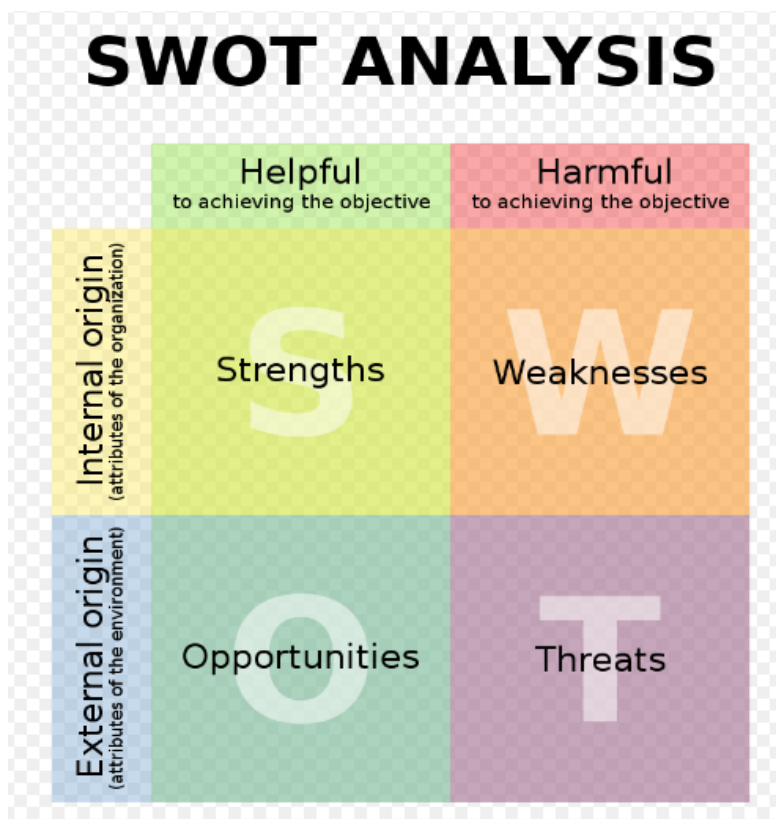 SWOT ANALYSIS
Helpful
to achieving the objective
Harmful
to achieving the objective
Internal origin
(attributes of the organization)
S
Strengths
W
Weaknesses
External origin
(attributes of the environment)
O
Opportunities
T
Threats